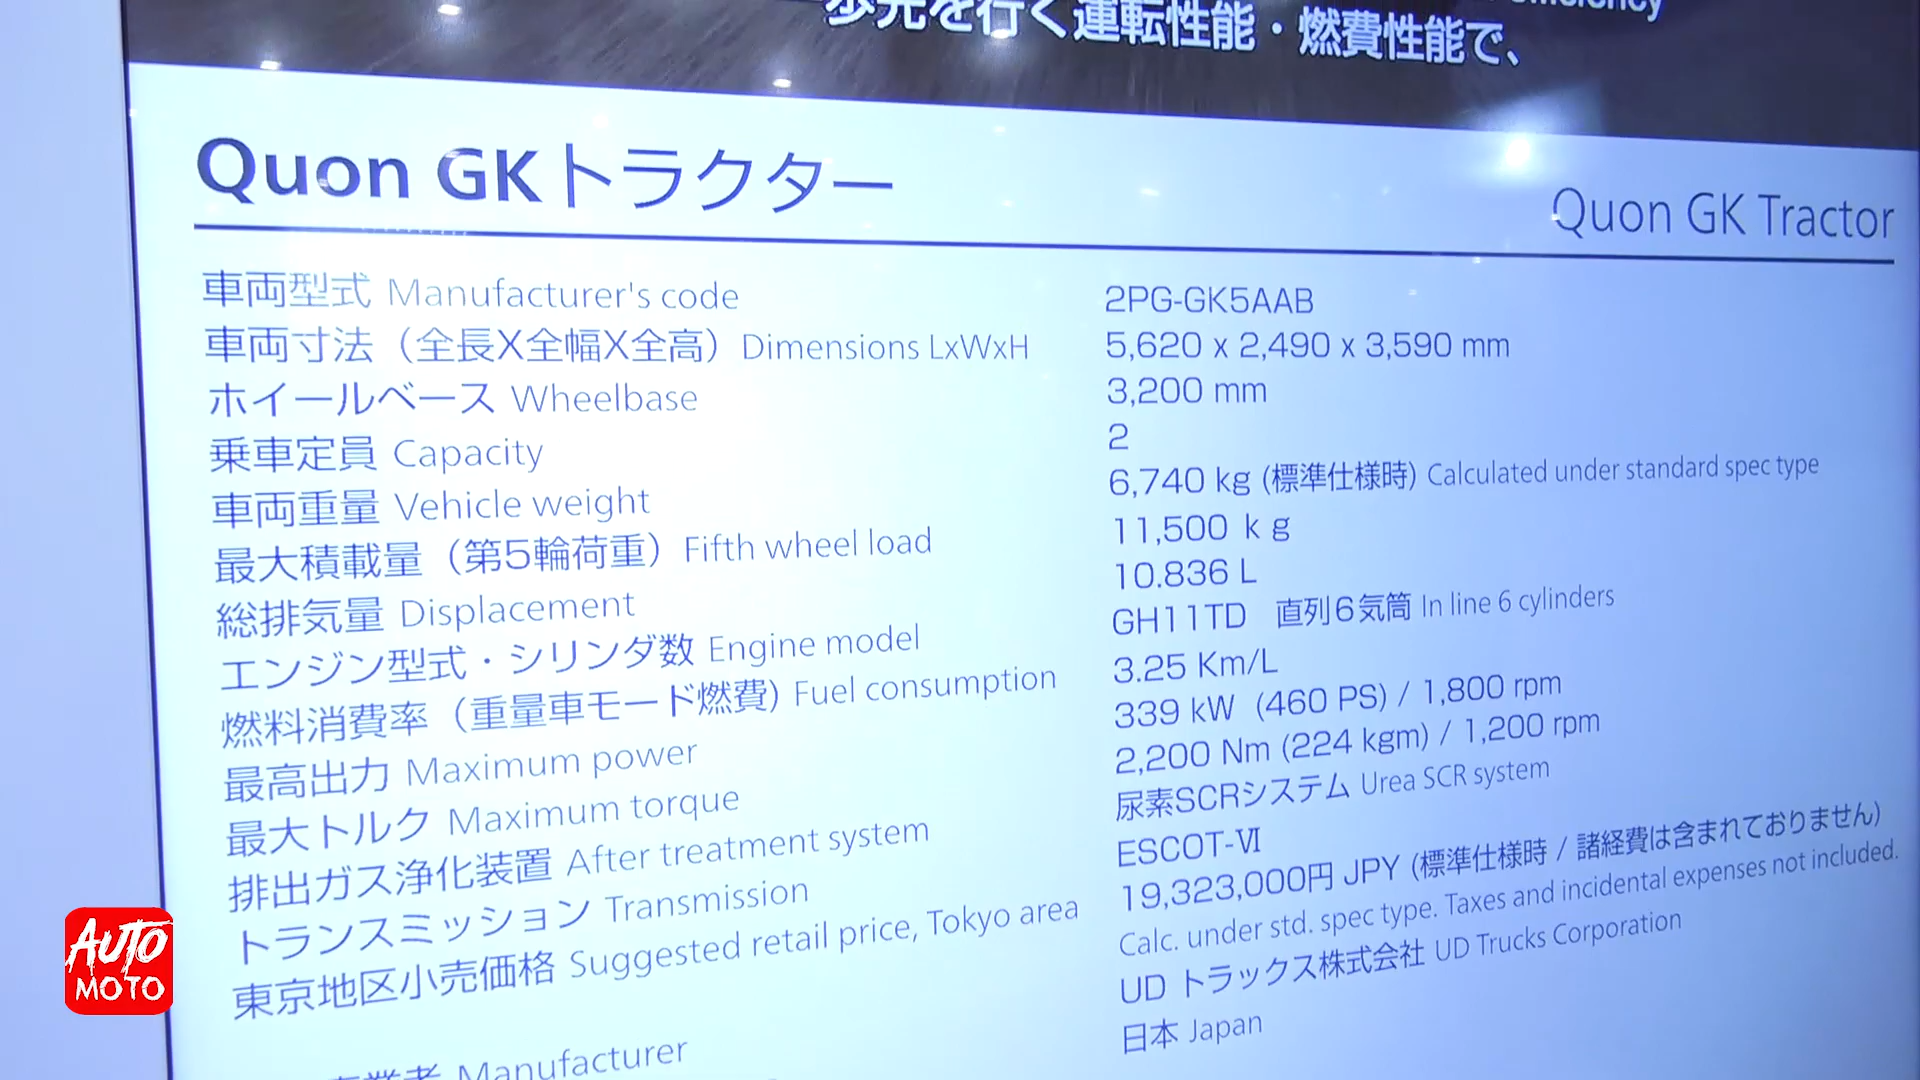 歩先を行く運転性能・燃費性能で、
Quon GKトラクター
Quon GK Tractor
車両型式 Manufacturer's code 2PG-GK5AAB
車両寸法（全長X全幅X全高）Dimensions LxWxH 5,620 x 2,490 x 3,590 mm
ホイールベース Wheelbase 3,200 mm
乗車定員 Capacity 2
車両重量 Vehicle weight 6,740 kg (標準仕様時) Calculated under standard spec type
最大積載量（第5輪荷重）Fifth wheel load 11,500 ｋｇ
総排気量 Displacement 10.836 L
エンジン型式・シリンダ数 Engine model GH11TD 直列６気筒 In line 6 cylinders
燃料消費率（重量車モード燃費) Fuel consumption 3.25 Km/L
最高出力 Maximum power 339 kW (460 PS) / 1,800 rpm
最大トルク Maximum torque 2,200 Nm (224 kgm) / 1,200 rpm
排出ガス浄化装置 After treatment system 尿素SCRシステム Urea SCR system
トランスミッション Transmission ESCOT-Ⅵ
東京地区小売価格 Suggested retail price, Tokyo area 19,323,000円 JPY (標準仕様時 / 諸経費は含まれておりません)
Calc. under std. spec type. Taxes and incidental expenses not included.
Manufacturer UD トラックス株式会社 UD Trucks Corporation
日本 Japan
AUTO
MOTO